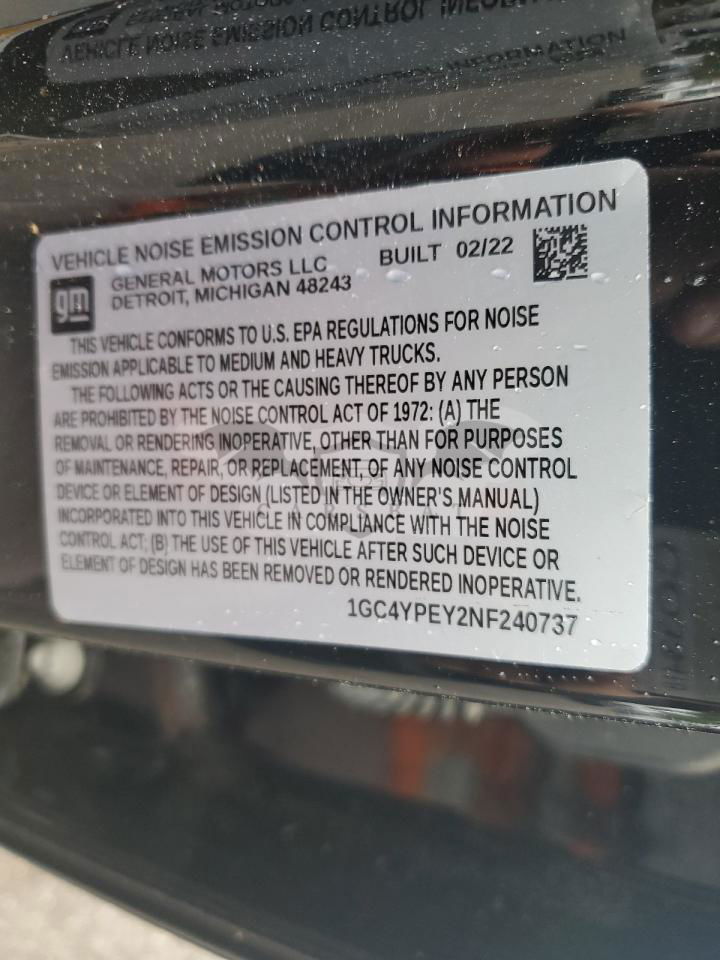 VEHICLE NOISE EMISSION CONTROL INFORMATION
gm
GENERAL MOTORS LLC
DETROIT, MICHIGAN 48243
BUILT 02/22
THIS VEHICLE CONFORMS TO U.S. EPA REGULATIONS FOR NOISE
EMISSION APPLICABLE TO MEDIUM AND HEAVY TRUCKS.
THE FOLLOWING ACTS OR THE CAUSING THEREOF BY ANY PERSON
ARE PROHIBITED BY THE NOISE CONTROL ACT OF 1972: (A) THE
REMOVAL OR RENDERING INOPERATIVE, OTHER THAN FOR PURPOSES
OF MAINTENANCE, REPAIR, OR REPLACEMENT, OF ANY NOISE CONTROL
DEVICE OR ELEMENT OF DESIGN (LISTED IN THE OWNER'S MANUAL)
INCORPORATED INTO THIS VEHICLE IN COMPLIANCE WITH THE NOISE
CONTROL ACT; (B) THE USE OF THIS VEHICLE AFTER SUCH DEVICE OR
ELEMENT OF DESIGN HAS BEEN REMOVED OR RENDERED INOPERATIVE.
1GC4YPEY2NF240737